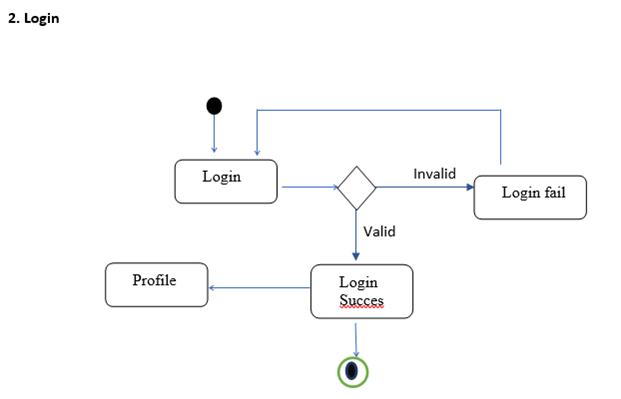 2. Login
Login
Invalid
Login fail
Valid
Profile
Login
Succes